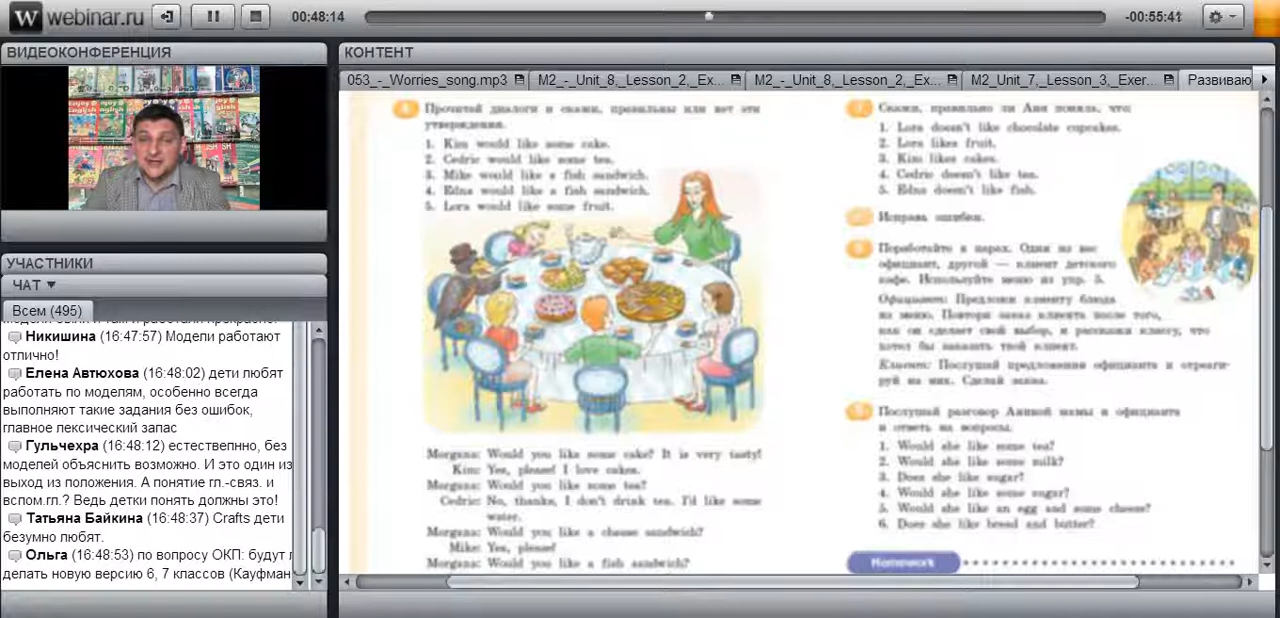 webinar.ru
00:48:14
-00:55:41
ВИДЕОКОНФЕРЕНЦИЯ
КОНТЕНТ
053_-_Worries_song.mp3
M2_-_Unit_8,_Lesson_2,_Ex...
M2_-_Unit_8,_Lesson_2,_Ex...
M2_Unit_7,_Lesson_3,_Exer...
Развиваю
УЧАСТНИКИ
ЧАТ
Всем (495)
Никишина (16:47:57) Модели работают
отлично!
Елена Автюхова (16:48:02) дети любят
работать по моделям, особенно всегда
выполняют такие задания без ошибок,
главное лексический запас
Гульчехра (16:48:12) естественно, без
моделей объяснить возможно. И это один из
выход из положения. А понятие гл.-связ. и
вспом.гл.? Ведь детки понять должны это!
Татьяна Байкина (16:48:37) Crafts дети
безумно любят.
Ольга (16:48:53) по вопросу ОКП: будут
делать новую версию 6, 7 классов (Кауфман
Прочитай диалоги и скажи, правильны или нет эти
утверждения.
1. Kim would like some cake.
2. Cedric would like some tea.
3. Mike would like a fish sandwich.
4. Edna would like a fish sandwich.
5. Lora would like some fruit.
Morgana: Would you like some cake? It is very tasty!
Kim: Yes, please! I love cakes.
Morgana: Would you like some tea?
Cedric: No, thanks, I don't drink tea. I'd like some
water.
Morgana: Would you like a cheese sandwich?
Mike: Yes, please!
Morgana: Would you like a fish sandwich?
Скажи, правильно ли Аня поняла, что:
1. Lora doesn't like chocolate cupcakes.
2. Lora likes fruit.
3. Kim likes cakes.
4. Cedric doesn't like tea.
5. Edna doesn't like fish.
Исправь ошибки.
Поработайте в парах. Один из вас
официант, другой — клиент детского
кафе. Используйте меню из упр. 5.
Официант: Предложи клиенту блюда
из меню. Повтори заказ клиента после того,
как он сделает свой выбор, и расскажи классу, что
хотел бы заказать твой клиент.
Клиент: Послушай предложения официанта и отреаги-
руй на них. Сделай заказ.
Послушай разговор Аниной мамы и официанта
и ответь на вопросы.
1. Would she like some tea?
2. Would she like some milk?
3. Does she like sugar?
4. Would she like some sugar?
5. Would she like an egg and some cheese?
6. Does she like bread and butter?
Homework